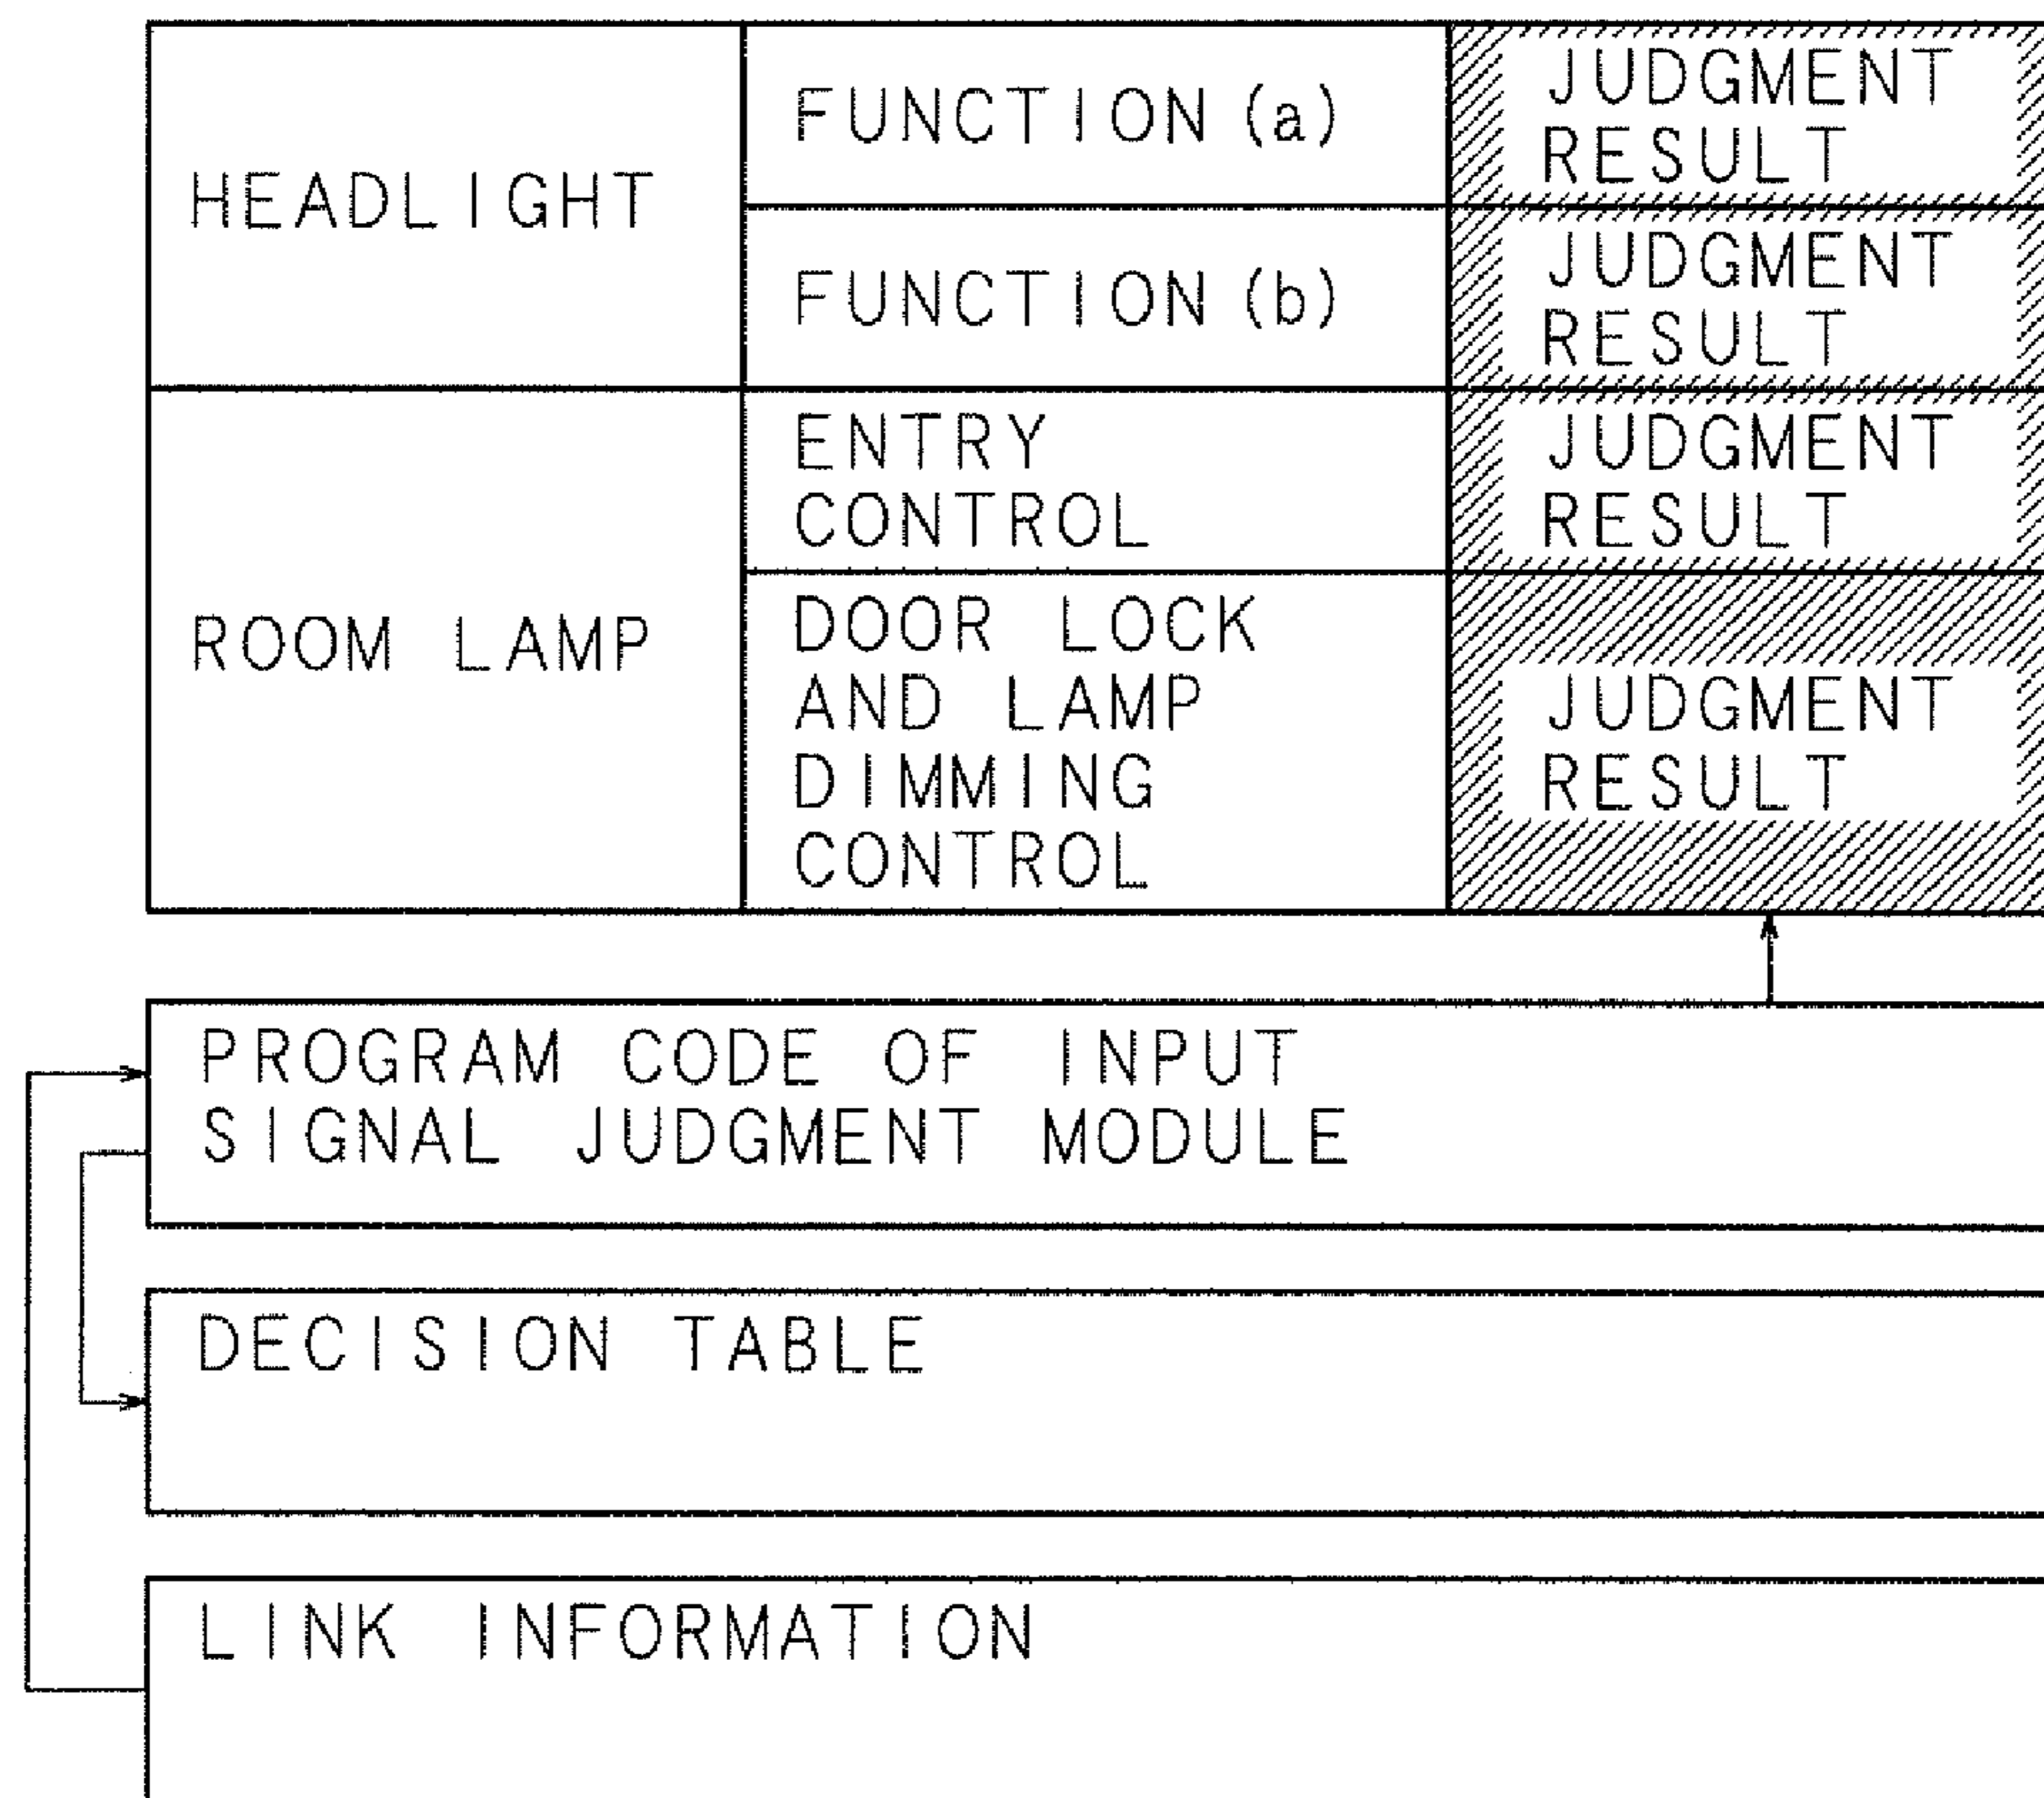 HEADLIGHT
FUNCTION (a)
JUDGMENT
RESULT
FUNCTION (b)
JUDGMENT
RESULT
ROOM LAMP
ENTRY
CONTROL
JUDGMENT
RESULT
DOOR LOCK
AND LAMP
DIMMING
CONTROL
JUDGMENT
RESULT
PROGRAM CODE OF INPUT
SIGNAL JUDGMENT MODULE
DECISION TABLE
LINK INFORMATION